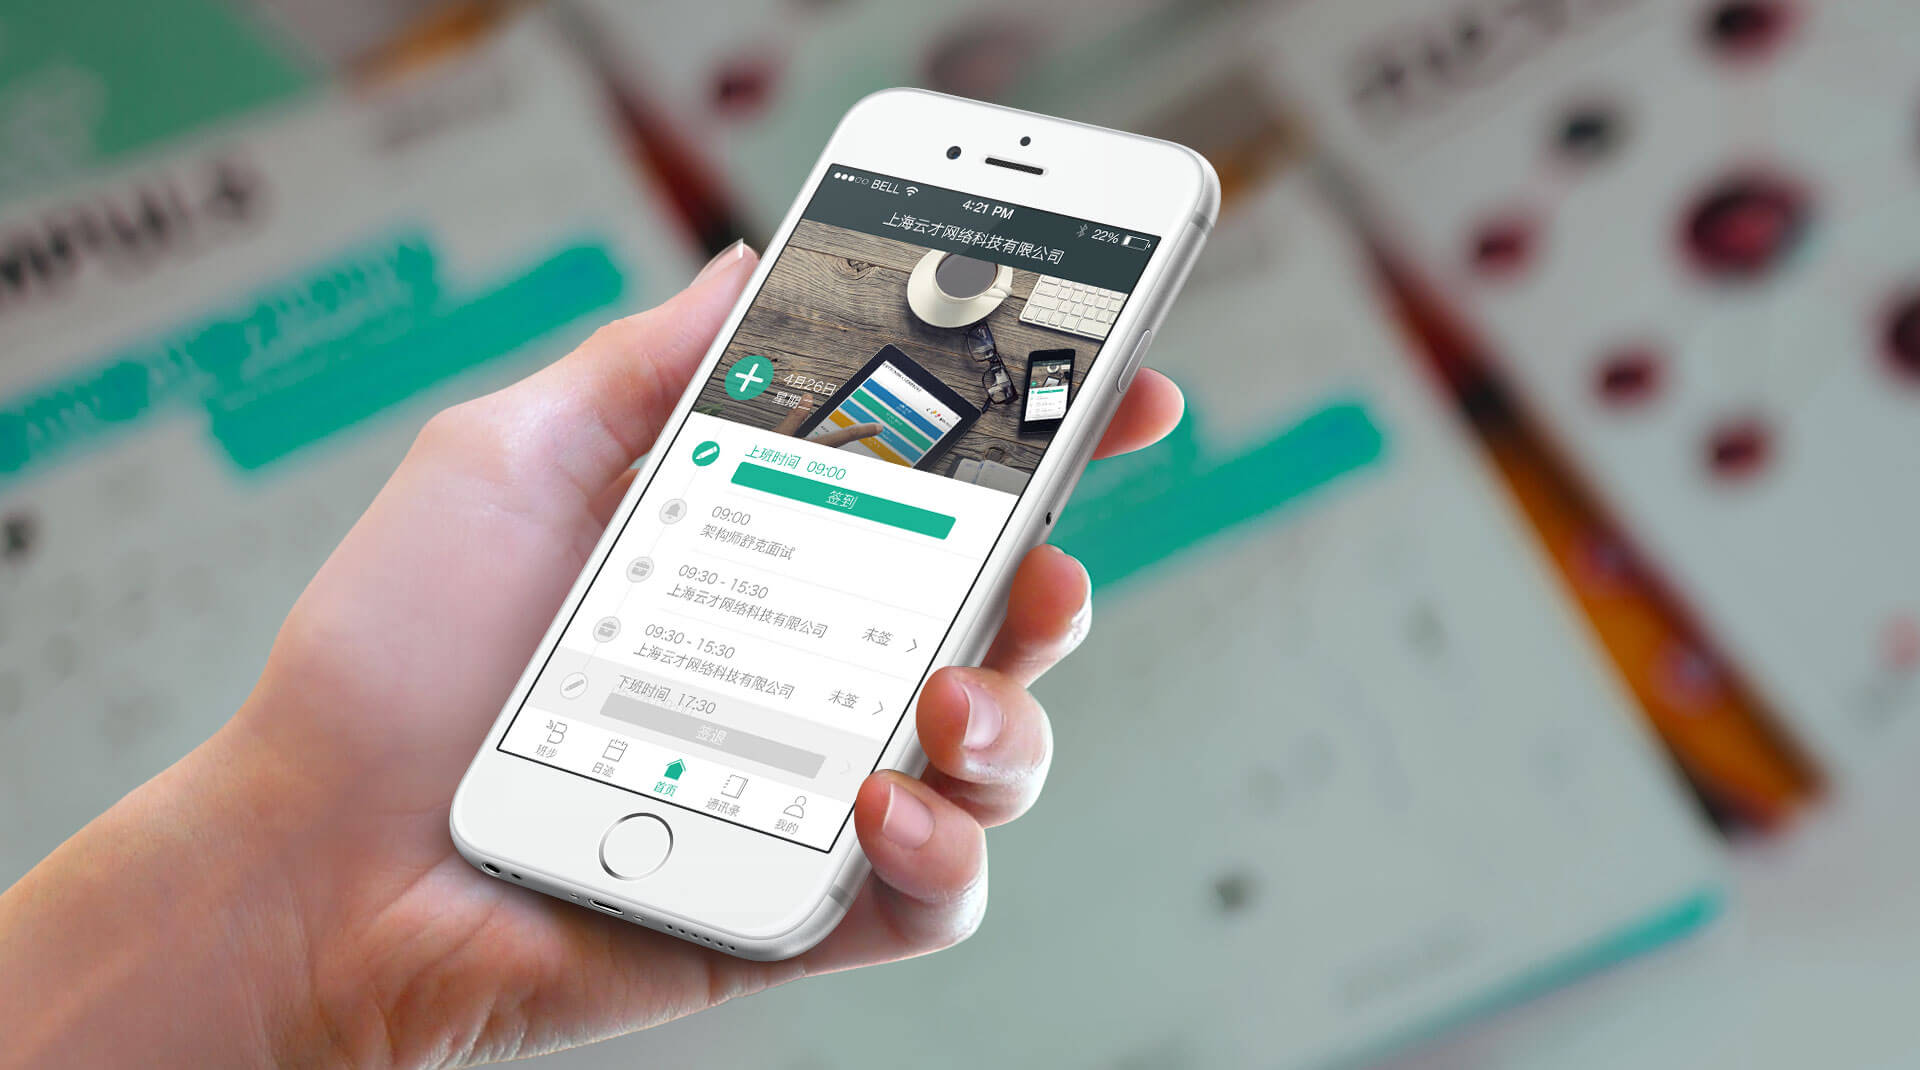 BELL
4:21 PM
22%
上海云才网络科技有限公司
4月26日
星期二
上班时间 09:00
签到
09:00
架构师舒克面试
09:30 - 15:30
上海云才网络科技有限公司
未签
09:30 - 15:30
上海云才网络科技有限公司
未签
下班时间 17:30
签退
班步
日迹
首页
通讯录
我的